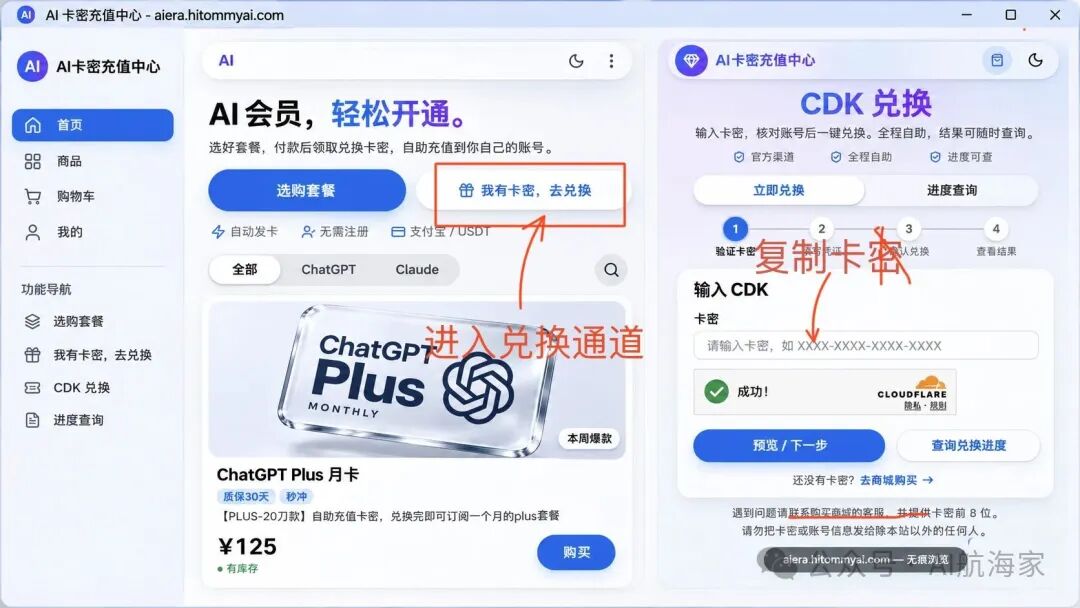 AI AI 卡密充值中心 - aiera.hitommyai.com
AI AI卡密充值中心
首页
商品
购物车
我的
功能导航
选购套餐
我有卡密，去兑换
CDK 兑换
进度查询
AI
AI 会员，轻松开通。
选好套餐，付款后领取兑换卡密，自助充值到你自己的账号。
选购套餐
我有卡密，去兑换
自动发卡 无需注册 支付宝 / USDT
全部 ChatGPT Claude
进入兑换通道
ChatGPT
Plus
MONTHLY
本周爆款
ChatGPT Plus 月卡
质保30天 秒冲
【PLUS-20刀款】自助充值卡密，兑换完即可订阅一个月的plus套餐
¥125
有库存
购买
AI卡密充值中心
CDK 兑换
输入卡密，核对账号后一键兑换。全程自助，结果可随时查询。
官方渠道 全程自助 进度可查
立即兑换 进度查询
1 2 3 4
验证卡密 认兑换 查看结果
复制卡密
输入 CDK
卡密
请输入卡密，如 XXXX-XXXX-XXXX-XXXX
成功！
CLOUDFLARE
隐私 · 规则
预览 / 下一步
查询兑换进度
还没有卡密？去商城购买 →
遇到问题请联系购买商城的客服，并提供卡密前 8 位。
请勿把卡密或账号信息发给除本站以外的任何人。
aiera.hitommyai.com — 无痕浏览
公众号 · AI航海家